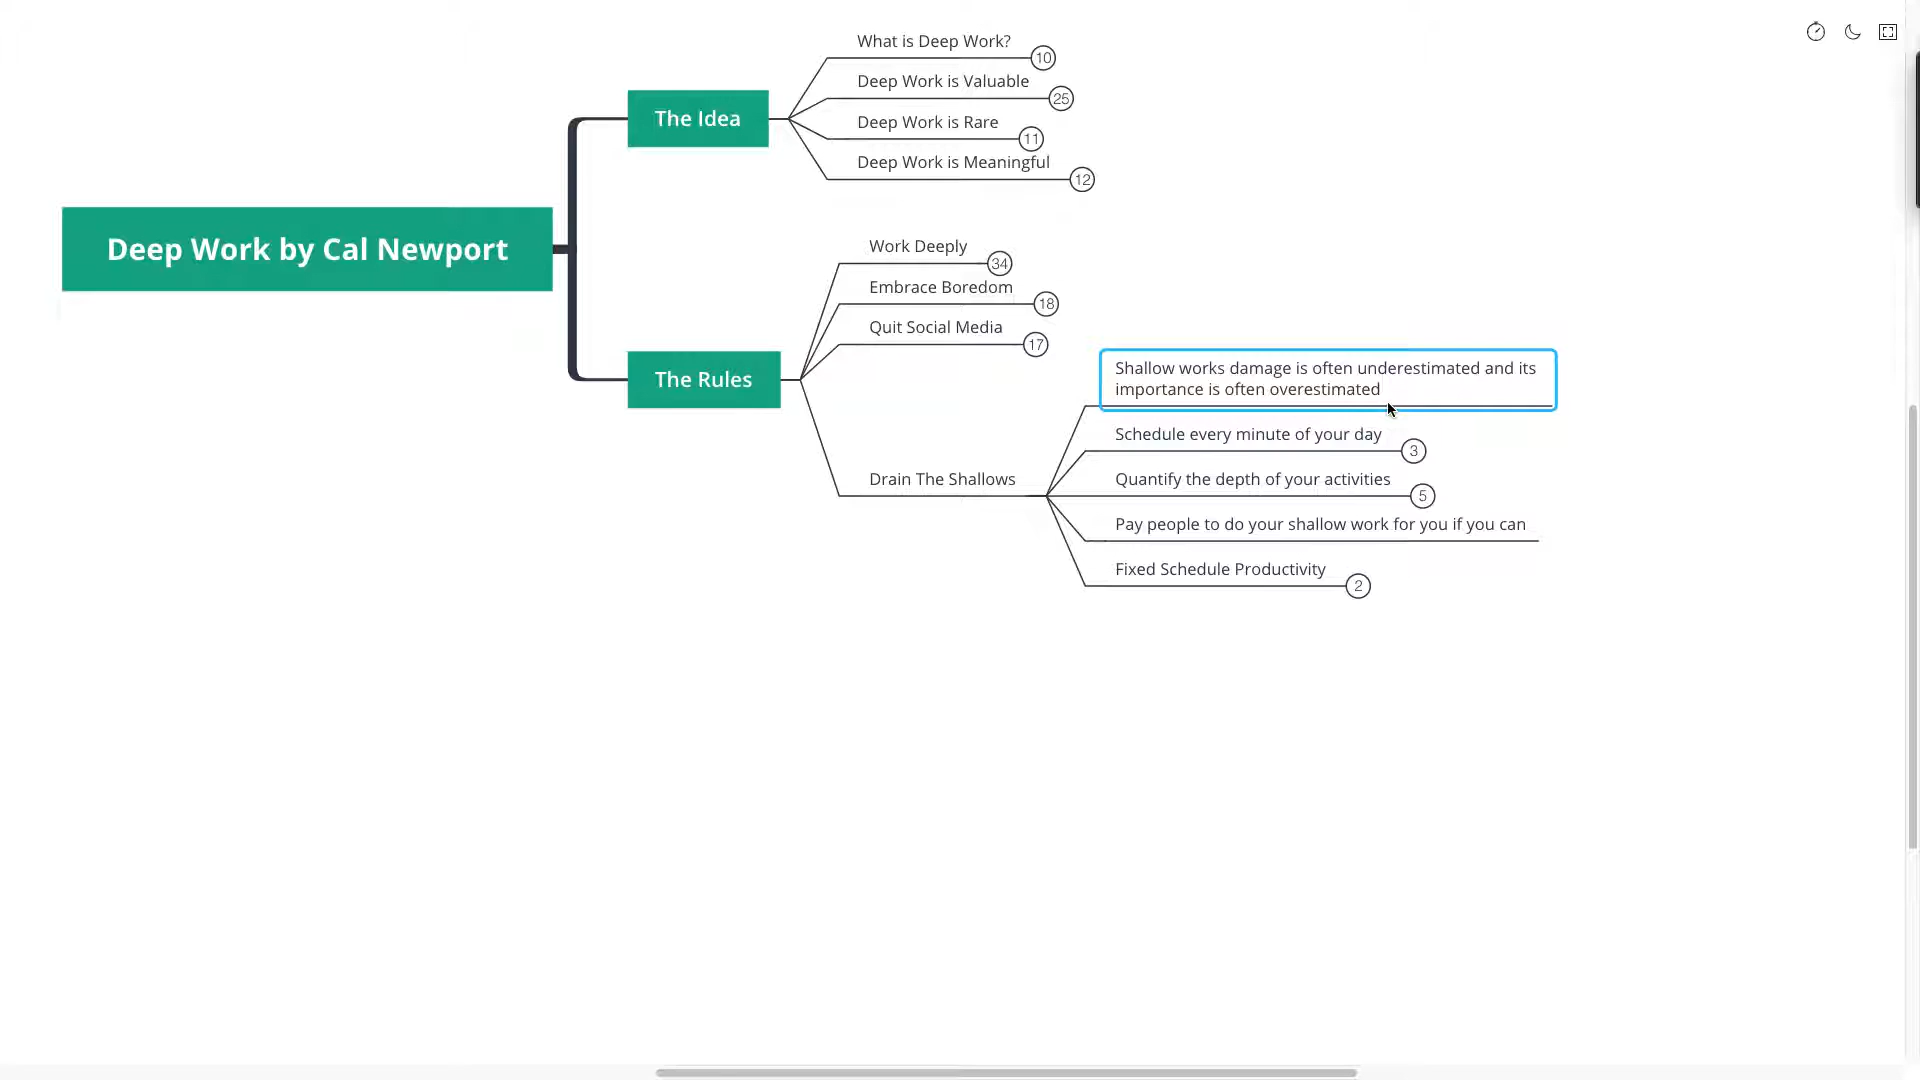 Deep Work by Cal Newport
The Idea
What is Deep Work?
10
Deep Work is Valuable
25
Deep Work is Rare
11
Deep Work is Meaningful
12
The Rules
Work Deeply
34
Embrace Boredom
18
Quit Social Media
17
Drain The Shallows
Shallow works damage is often underestimated and its
importance is often overestimated
Schedule every minute of your day
3
Quantify the depth of your activities
5
Pay people to do your shallow work for you if you can
Fixed Schedule Productivity
2